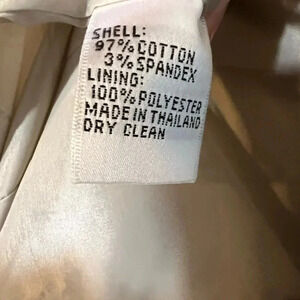 SHELL:
97% COTTON
3% SPANDEX
LINING:
100% POLYESTER
MADE IN THAILAND
DRY CLEAN